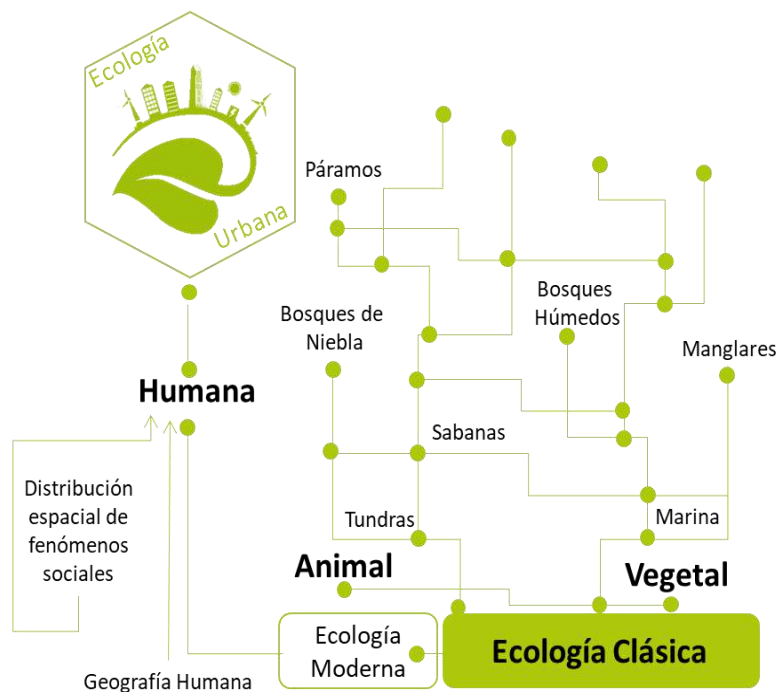 Ecología
Urbana
Páramos
Bosques de
Niebla
Bosques
Húmedos
Manglares
Humana
Sabanas
Distribución
espacial de
fenómenos
sociales
Tundras
Marina
Animal
Vegetal
Ecología
Moderna
Ecología Clásica
Geografía Humana